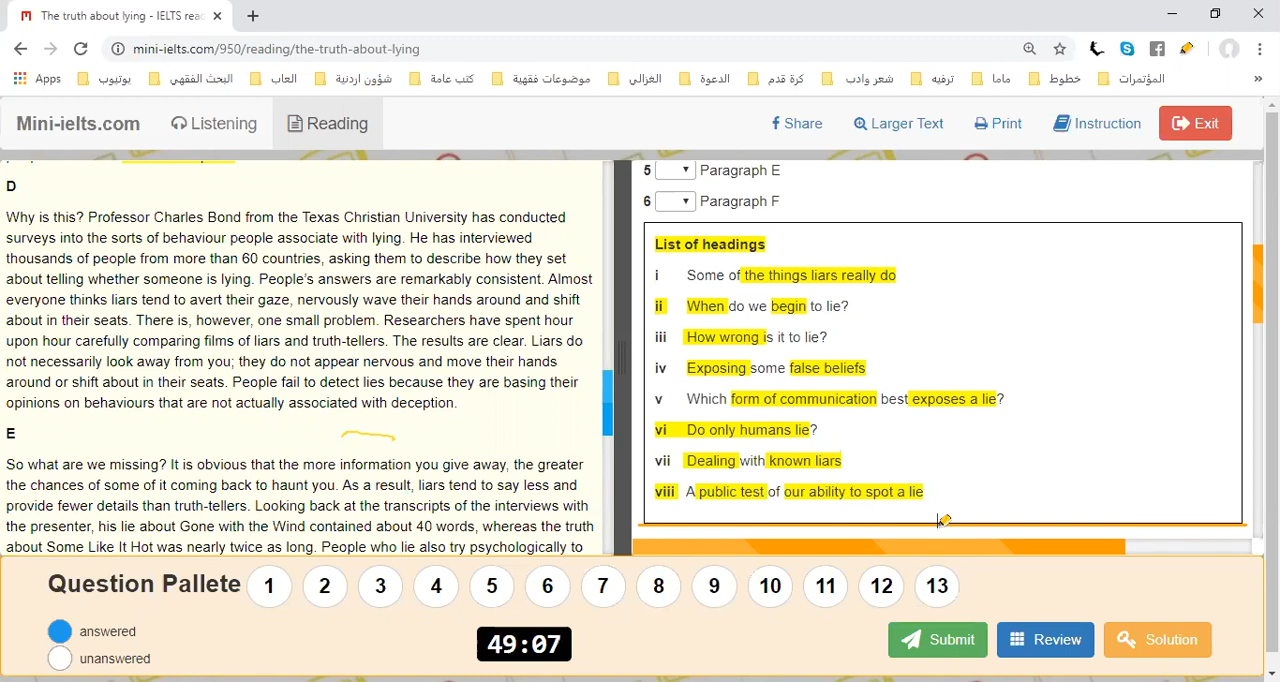 The truth about lying - IELTS rea
mini-ielts.com/950/reading/the-truth-about-lying
Apps يوتيوب البحث الفقهي العاب شؤون اردنية كتب عامة موضوعات فقهية الغزالي الدعوة كرة قدم شعر وادب ترفيه ماما خطوط المؤتمرات »
Mini-ielts.com Listening Reading Share Larger Text Print Instruction Exit
D
Why is this? Professor Charles Bond from the Texas Christian University has conducted
surveys into the sorts of behaviour people associate with lying. He has interviewed
thousands of people from more than 60 countries, asking them to describe how they set
about telling whether someone is lying. People's answers are remarkably consistent. Almost
everyone thinks liars tend to avert their gaze, nervously wave their hands around and shift
about in their seats. There is, however, one small problem. Researchers have spent hour
upon hour carefully comparing films of liars and truth-tellers. The results are clear. Liars do
not necessarily look away from you; they do not appear nervous and move their hands
around or shift about in their seats. People fail to detect lies because they are basing their
opinions on behaviours that are not actually associated with deception.
E
So what are we missing? It is obvious that the more information you give away, the greater
the chances of some of it coming back to haunt you. As a result, liars tend to say less and
provide fewer details than truth-tellers. Looking back at the transcripts of the interviews with
the presenter, his lie about Gone with the Wind contained about 40 words, whereas the truth
about Some Like It Hot was nearly twice as long. People who lie also try psychologically to
5 Paragraph E
6 Paragraph F
List of headings
i Some of the things liars really do
ii When do we begin to lie?
iii How wrong is it to lie?
iv Exposing some false beliefs
v Which form of communication best exposes a lie?
vi Do only humans lie?
vii Dealing with known liars
viii A public test of our ability to spot a lie
Question Pallete 1 2 3 4 5 6 7 8 9 10 11 12 13
answered
unanswered
49:07
Submit Review Solution